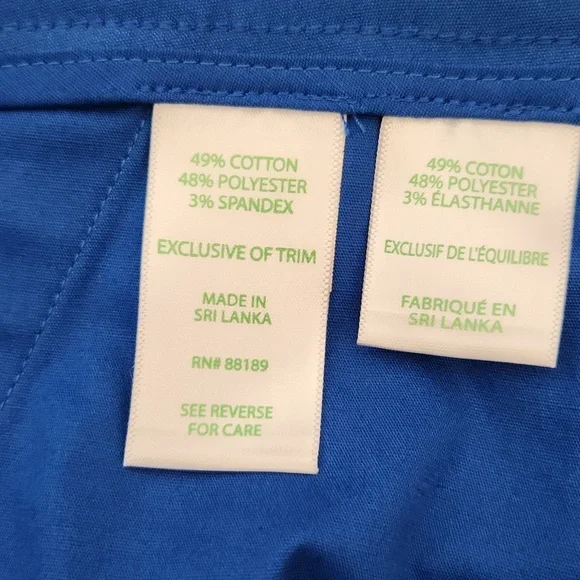 49% COTTON
48% POLYESTER
3% SPANDEX
EXCLUSIVE OF TRIM
MADE IN
SRI LANKA
RN# 88189
SEE REVERSE
FOR CARE
49% COTON
48% POLYESTER
3% ÉLASTHANNE
EXCLUSIF DE L'ÉQUILIBRE
FABRIQUÉ EN
SRI LANKA